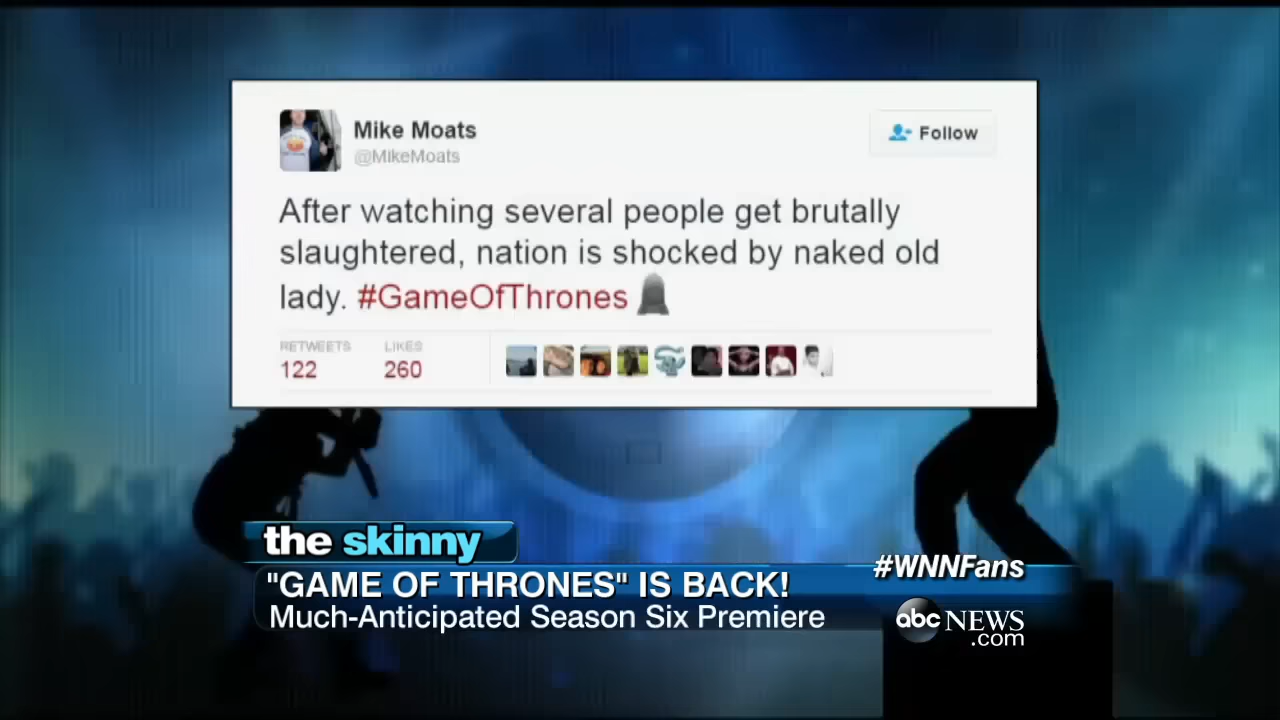 Mike Moats
@MikeMoats
Follow
After watching several people get brutally
slaughtered, nation is shocked by naked old
lady. #GameOfThrones
RETWEETS LIKES
122 260
the skinny
#WNNFans
"GAME OF THRONES" IS BACK!
Much-Anticipated Season Six Premiere
abc NEWS
.com